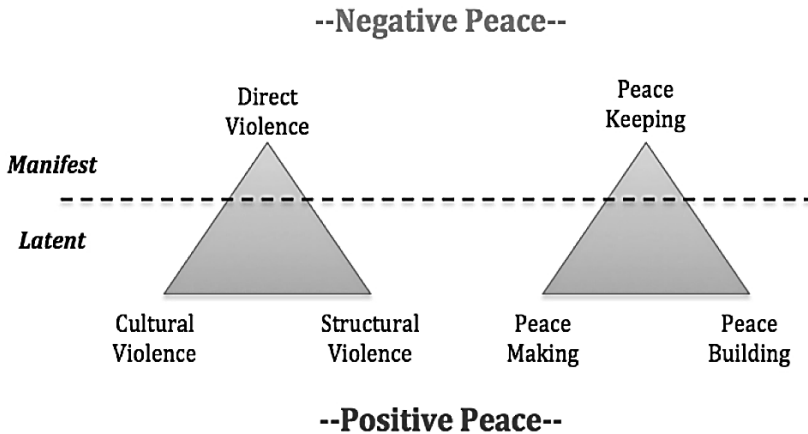 --Negative Peace--
Direct
Violence
Peace
Keeping
Manifest
Latent
Cultural
Violence
Structural
Violence
Peace
Making
Peace
Building
--Positive Peace--